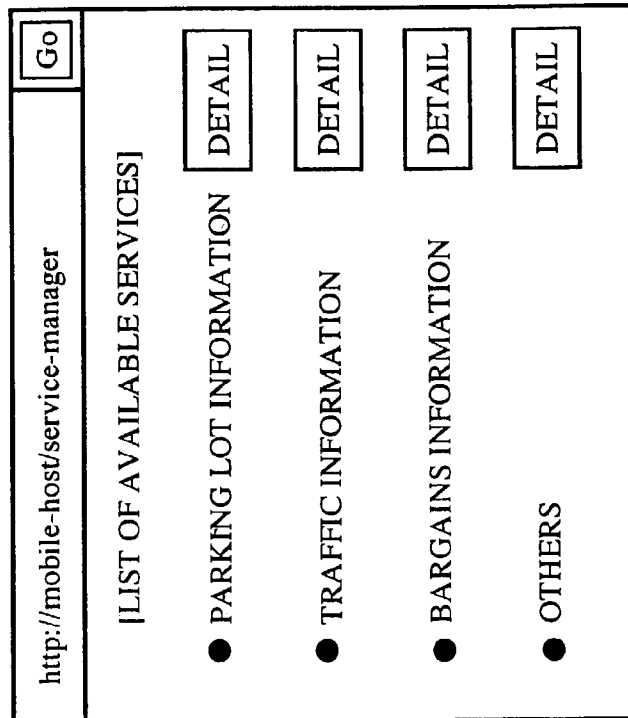 http://mobile-host/service-manager Go
[LIST OF AVAILABLE SERVICES]
● PARKING LOT INFORMATION DETAIL
● TRAFFIC INFORMATION DETAIL
● BARGAINS INFORMATION DETAIL
● OTHERS DETAIL